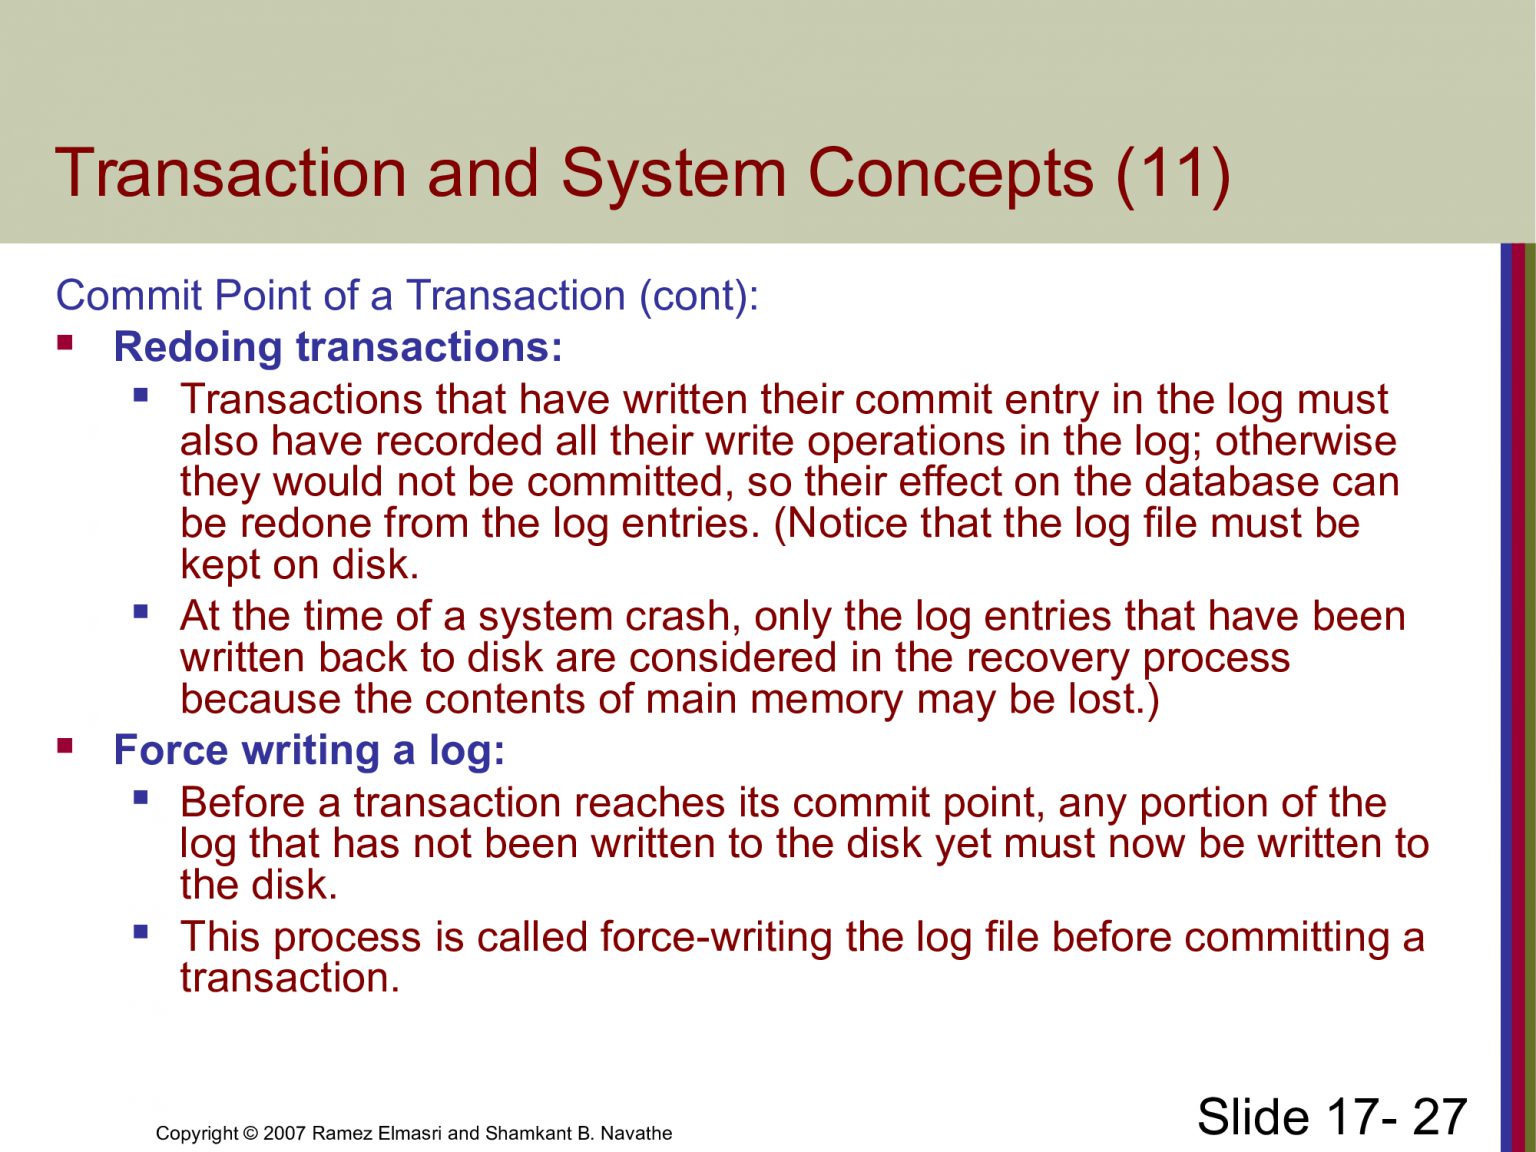 Transaction and System Concepts (11)
Commit Point of a Transaction (cont):
Redoing transactions:
Transactions that have written their commit entry in the log must
also have recorded all their write operations in the log; otherwise
they would not be committed, so their effect on the database can
be redone from the log entries. (Notice that the log file must be
kept on disk.
At the time of a system crash, only the log entries that have been
written back to disk are considered in the recovery process
because the contents of main memory may be lost.)
Force writing a log:
Before a transaction reaches its commit point, any portion of the
log that has not been written to the disk yet must now be written to
the disk.
This process is called force-writing the log file before committing a
transaction.
Copyright © 2007 Ramez Elmasri and Shamkant B. Navathe
Slide 17- 27